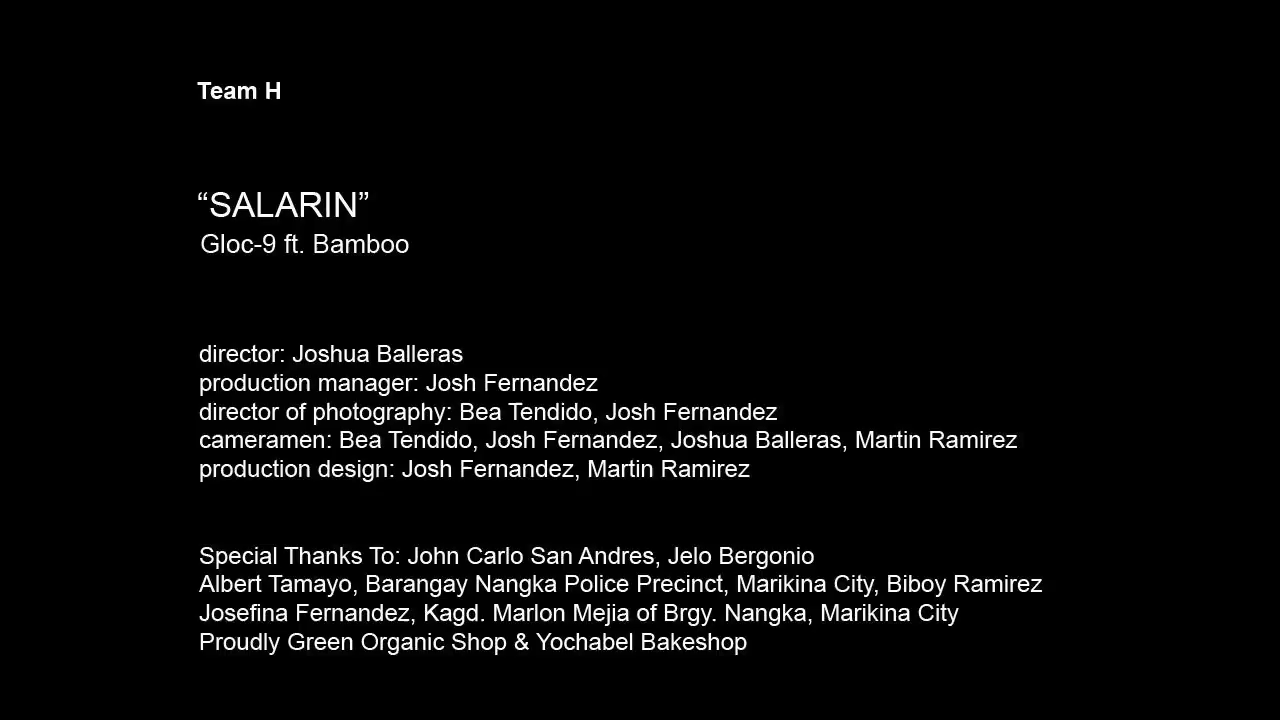 Team H
“SALARIN”
Gloc-9 ft. Bamboo
director: Joshua Balleras
production manager: Josh Fernandez
director of photography: Bea Tendido, Josh Fernandez
cameramen: Bea Tendido, Josh Fernandez, Joshua Balleras, Martin Ramirez
production design: Josh Fernandez, Martin Ramirez
Special Thanks To: John Carlo San Andres, Jelo Bergonio
Albert Tamayo, Barangay Nangka Police Precinct, Marikina City, Biboy Ramirez
Josefina Fernandez, Kagd. Marlon Mejia of Brgy. Nangka, Marikina City
Proudly Green Organic Shop & Yochabel Bakeshop